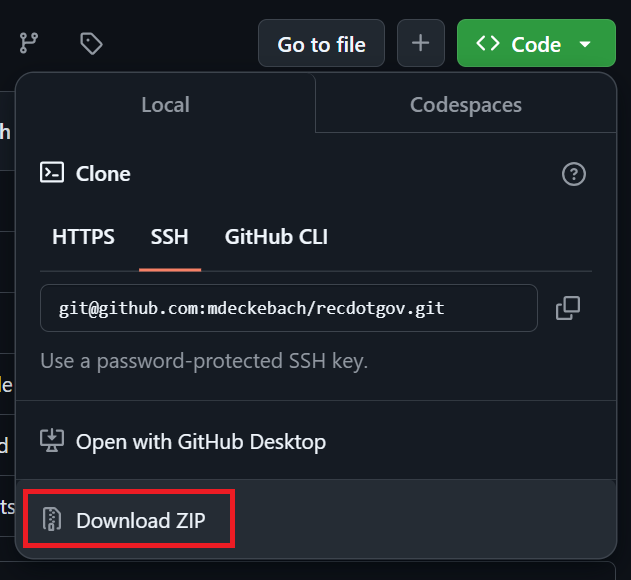 Go to file
Code
Local
Codespaces
h
Clone
HTTPS SSH GitHub CLI
git@github.com:mdeckebach/recdotgov.git
Use a password-protected SSH key.
le
Open with GitHub Desktop
d
ts
Download ZIP